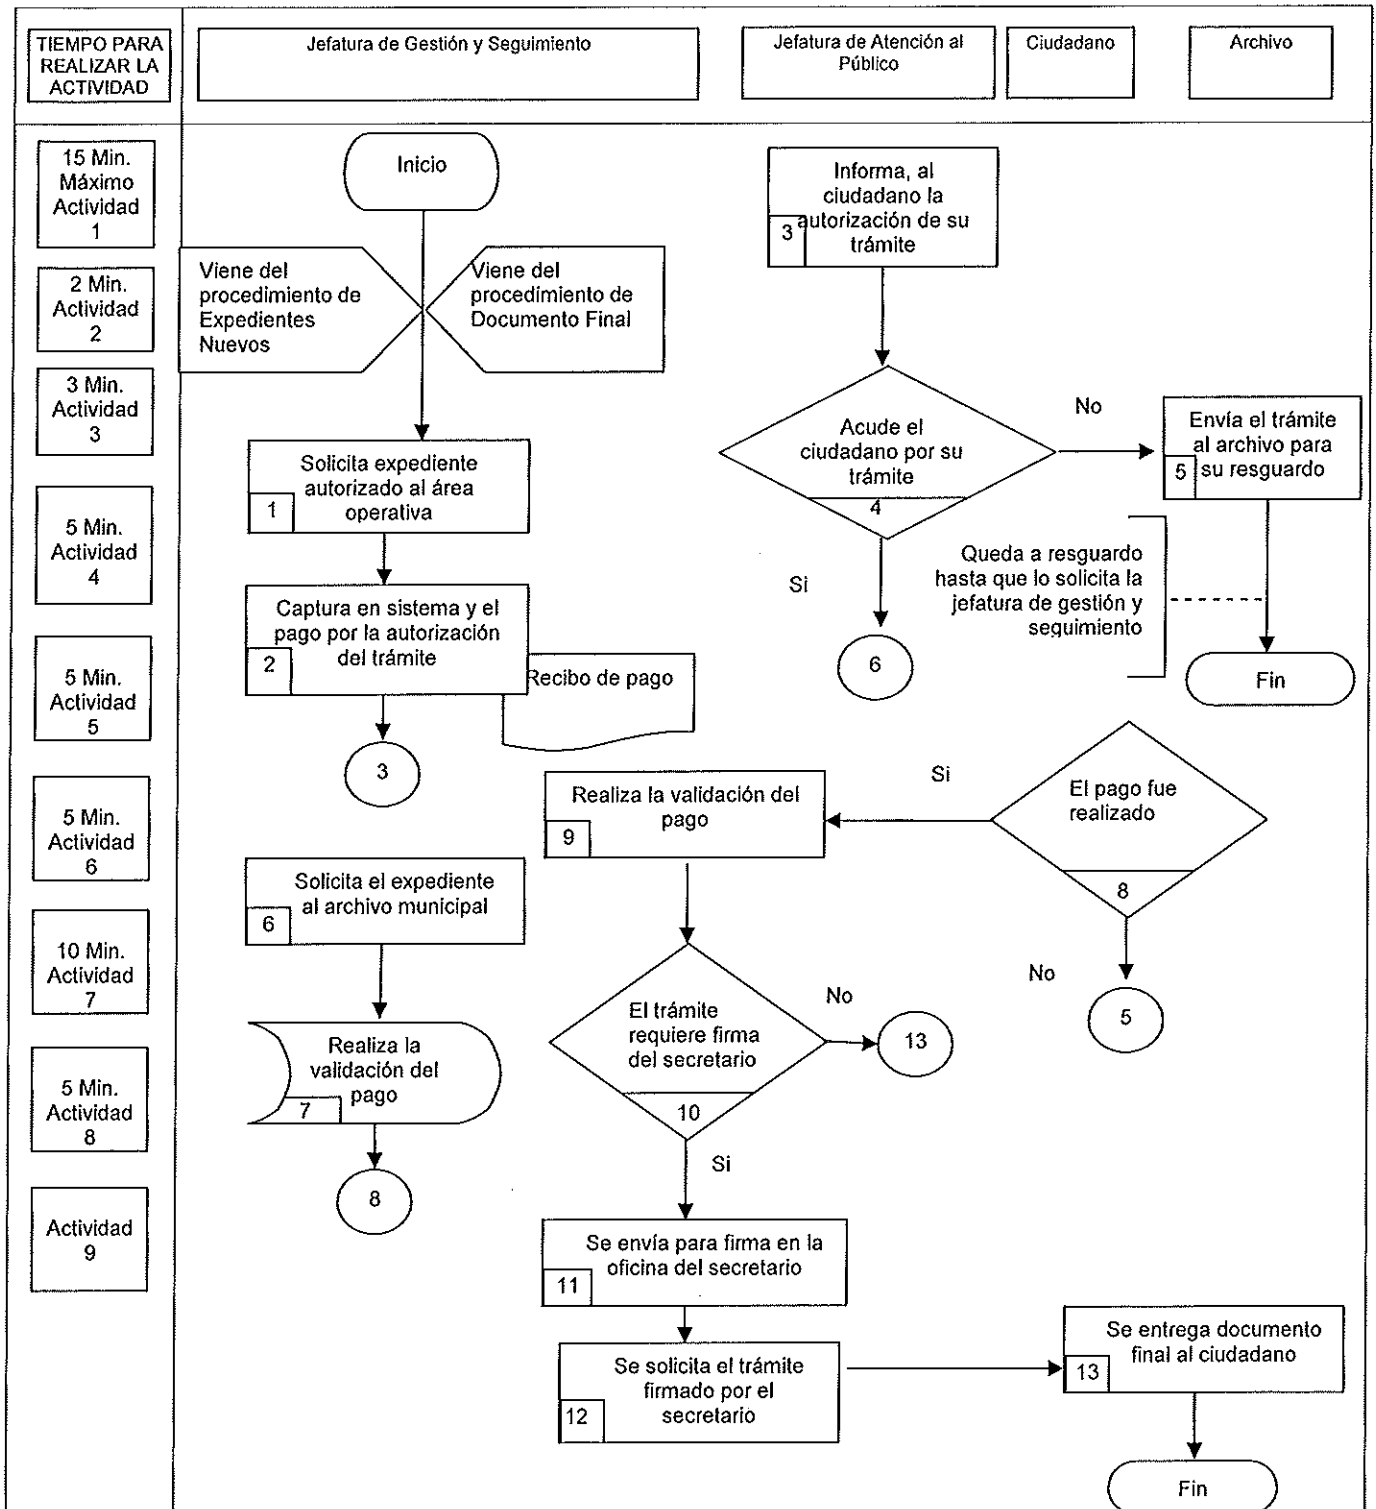 TIEMPO PARA
REALIZAR LA
ACTIVIDAD
Jefatura de Gestión y Seguimiento
Jefatura de Atención al
Público
Ciudadano
Archivo
15 Min.
Máximo
Actividad
1
2 Min.
Actividad
2
3 Min.
Actividad
3
5 Min.
Actividad
4
5 Min.
Actividad
5
5 Min.
Actividad
6
10 Min.
Actividad
7
5 Min.
Actividad
8
Actividad
9
Inicio
Viene del
procedimiento de
Expedientes
Nuevos
Viene del
procedimiento de
Documento Final
Solicita expediente
autorizado al área
operativa
1
Captura en sistema y el
pago por la autorización
del trámite
2
Recibo de pago
3
Informa, al
ciudadano la
autorización de su
trámite
3
Acude el
ciudadano por su
trámite
4
No
Envía el trámite
al archivo para
su resguardo
5
Si
6
Queda a resguardo
hasta que lo solicita la
jefatura de gestión y
seguimiento
Fin
Solicita el expediente
al archivo municipal
6
Realiza la
validación del
pago
7
8
El pago fue
realizado
8
Si
No
5
Realiza la validación del
pago
9
El trámite
requiere firma
del secretario
10
No
13
Si
Se envía para firma en la
oficina del secretario
11
Se solicita el trámite
firmado por el
secretario
12
Se entrega documento
final al ciudadano
13
Fin